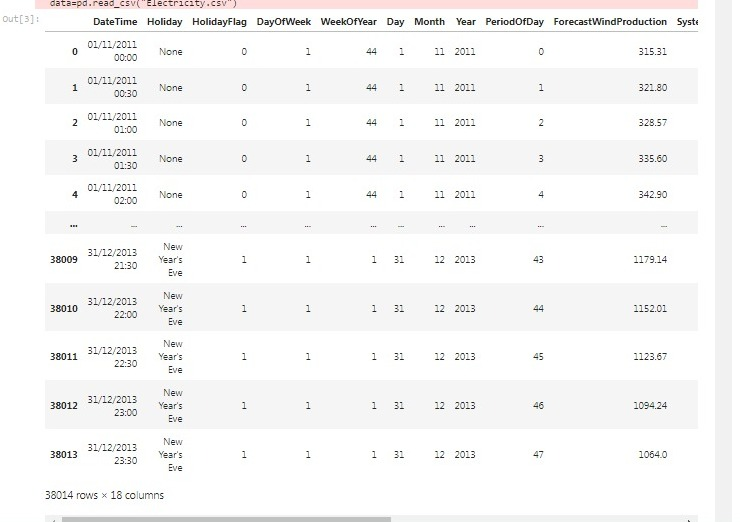 data=pd.read_csv("Electricity.csv")
Out[3]:
DateTime Holiday HolidayFlag DayOfWeek WeekOfYear Day Month Year PeriodOfDay ForecastWindProduction Syste
0 01/11/2011 00:00 None 0 1 44 1 11 2011 0 315.31
1 01/11/2011 00:30 None 0 1 44 1 11 2011 1 321.80
2 01/11/2011 01:00 None 0 1 44 1 11 2011 2 328.57
3 01/11/2011 01:30 None 0 1 44 1 11 2011 3 335.60
4 01/11/2011 02:00 None 0 1 44 1 11 2011 4 342.90
... ... ... ... ... ... ... ... ... ... ...
38009 31/12/2013 21:30 New Year's Eve 1 1 1 31 12 2013 43 1179.14
38010 31/12/2013 22:00 New Year's Eve 1 1 1 31 12 2013 44 1152.01
38011 31/12/2013 22:30 New Year's Eve 1 1 1 31 12 2013 45 1123.67
38012 31/12/2013 23:00 New Year's Eve 1 1 1 31 12 2013 46 1094.24
38013 31/12/2013 23:30 New Year's Eve 1 1 1 31 12 2013 47 1064.0
38014 rows × 18 columns